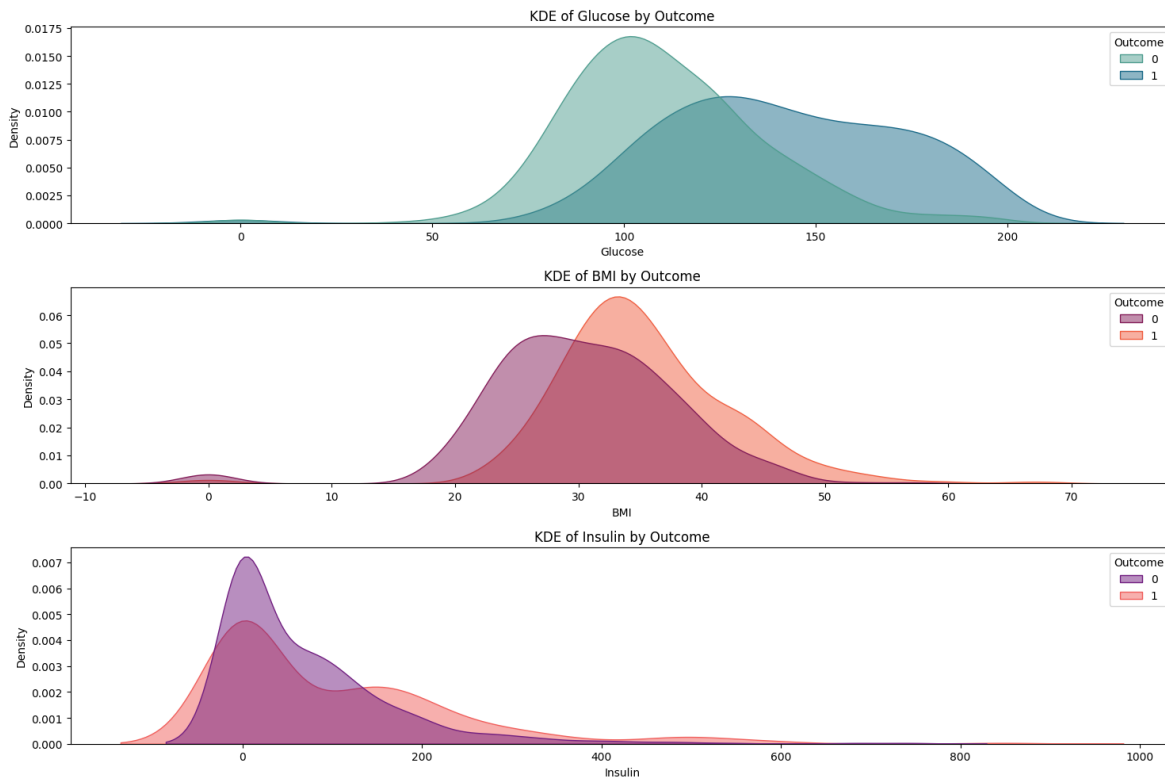 KDE of Glucose by Outcome
Density
0.0175
0.0150
0.0125
0.0100
0.0075
0.0050
0.0025
0.0000
0 50 100 150 200
Glucose
Outcome
0
1
KDE of BMI by Outcome
Density
0.06
0.05
0.04
0.03
0.02
0.01
0.00
−10 0 10 20 30 40 50 60 70
BMI
Outcome
0
1
KDE of Insulin by Outcome
Density
0.007
0.006
0.005
0.004
0.003
0.002
0.001
0.000
0 200 400 600 800 1000
Insulin
Outcome
0
1